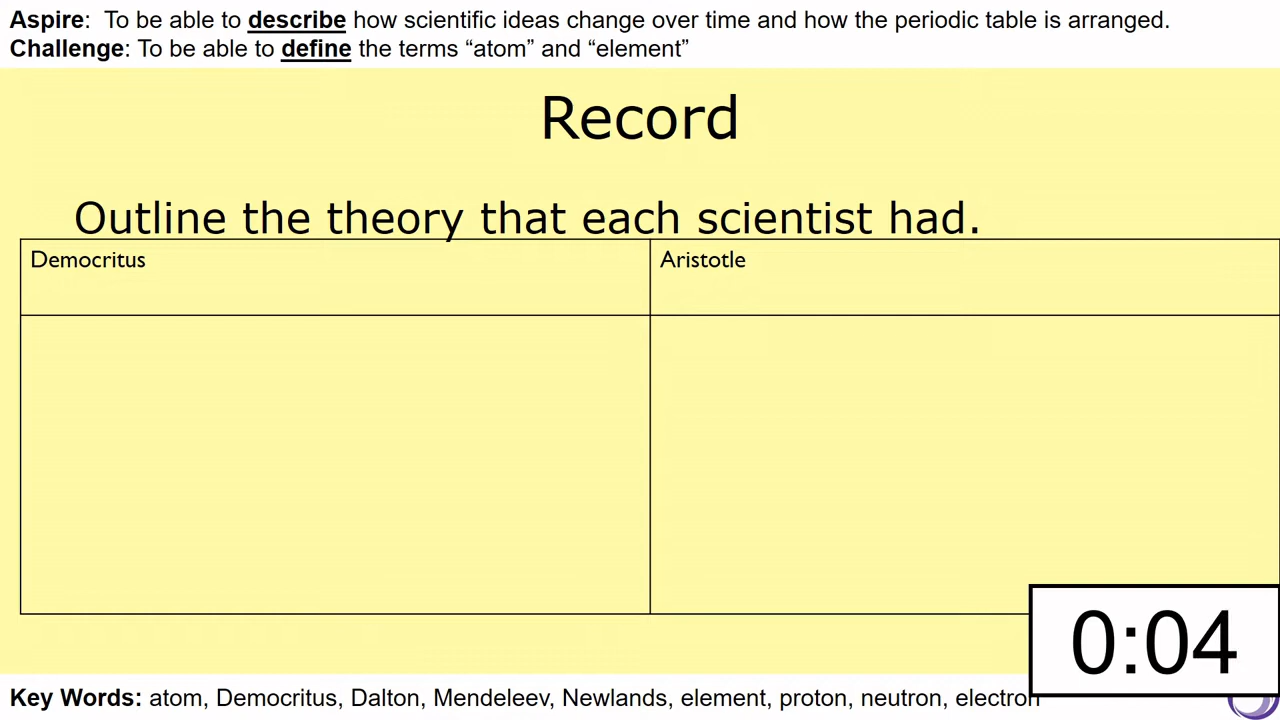 Aspire: To be able to describe how scientific ideas change over time and how the periodic table is arranged.
Challenge: To be able to define the terms “atom” and “element”
Record
Outline the theory that each scientist had.
Democritus
Aristotle
0:04
Key Words: atom, Democritus, Dalton, Mendeleev, Newlands, element, proton, neutron, electron